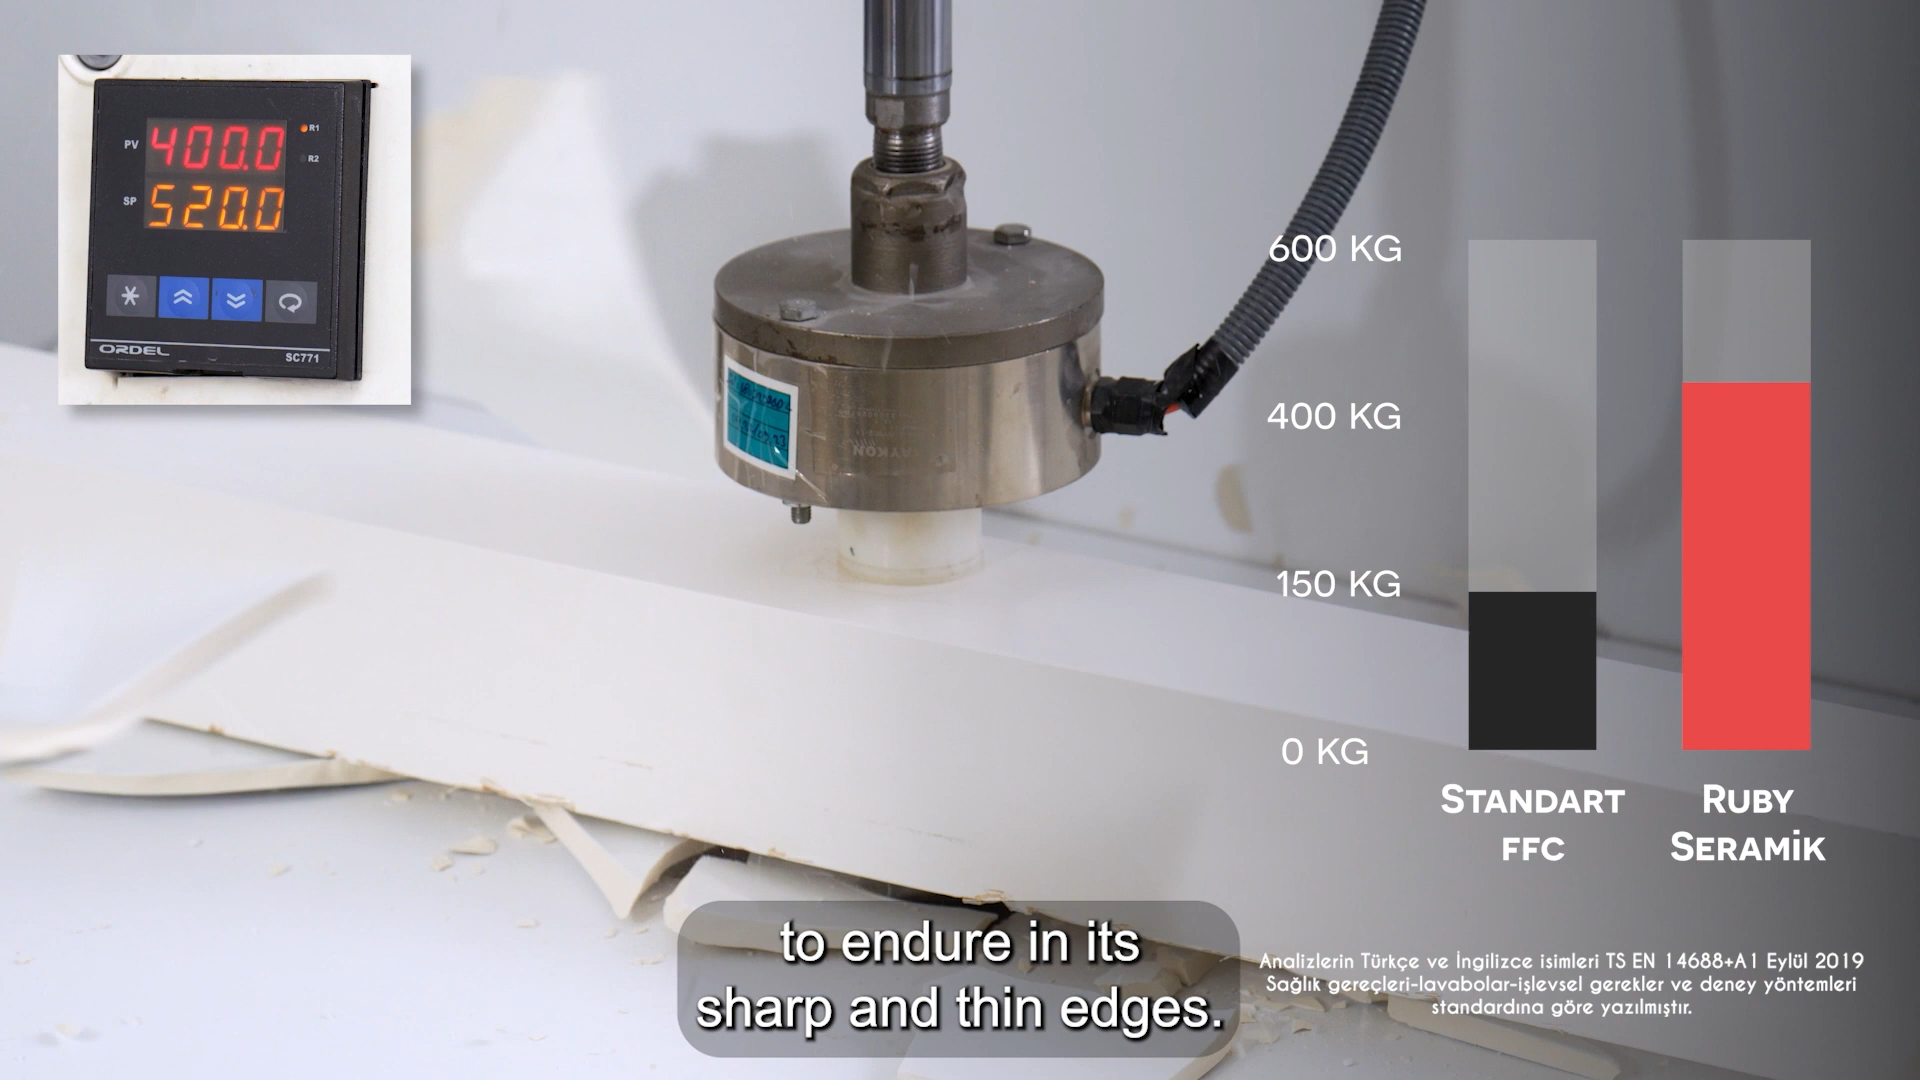 PV
400.0
R1
R2
SP
520.0
ORDEL
SC771
600 KG
400 KG
150 KG
0 KG
STANDART
FFC
RUBY
SERAMİK
to endure in its
sharp and thin edges.
Analizlerin Türkçe ve İngilizce isimleri TS EN 14688+A1 Eylül 2019
Sağlık gereçleri-lavabolar-işlevsel gerekler ve deney yöntemleri
standardına göre yazılmıştır.